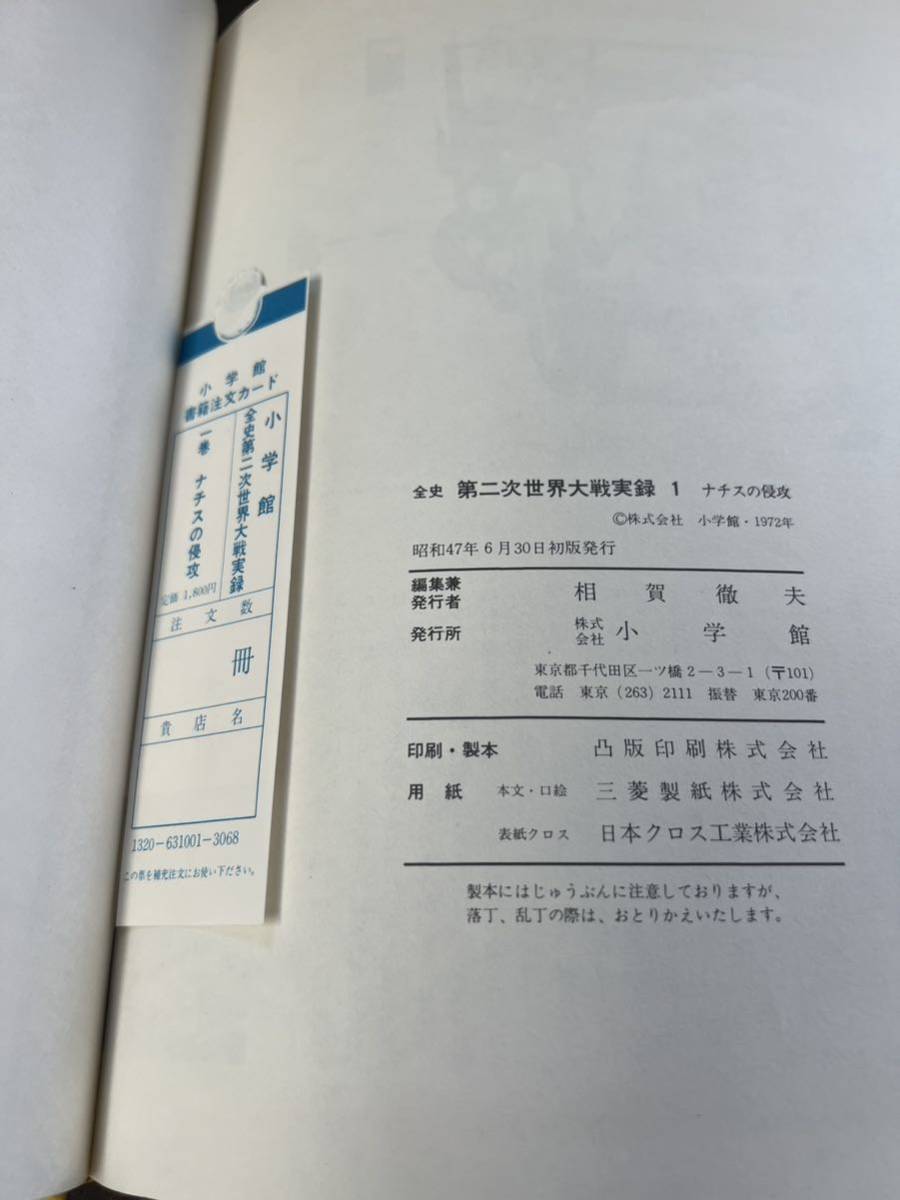 小学館
書籍注文カード
小学館
全史第二次世界大戦実録
一巻 ナチスの侵攻
定価 1,800円
注文数
冊
貴店名
1320-631001-3068
この票を補充注文にお使い下さい。
全史 第二次世界大戦実録 1 ナチスの侵攻
©株式会社 小学館・1972年
昭和47年6月30日初版発行
編集兼発行者 相賀徹夫
発行所 株式会社 小学館
東京都千代田区一ツ橋2-3-1(〒101)
電話 東京(263)2111 振替 東京200番
印刷・製本 凸版印刷株式会社
用紙 本文・口絵 三菱製紙株式会社
表紙クロス 日本クロス工業株式会社
製本にはじゅうぶんに注意しておりますが、
落丁、乱丁の際は、おとりかえいたします。